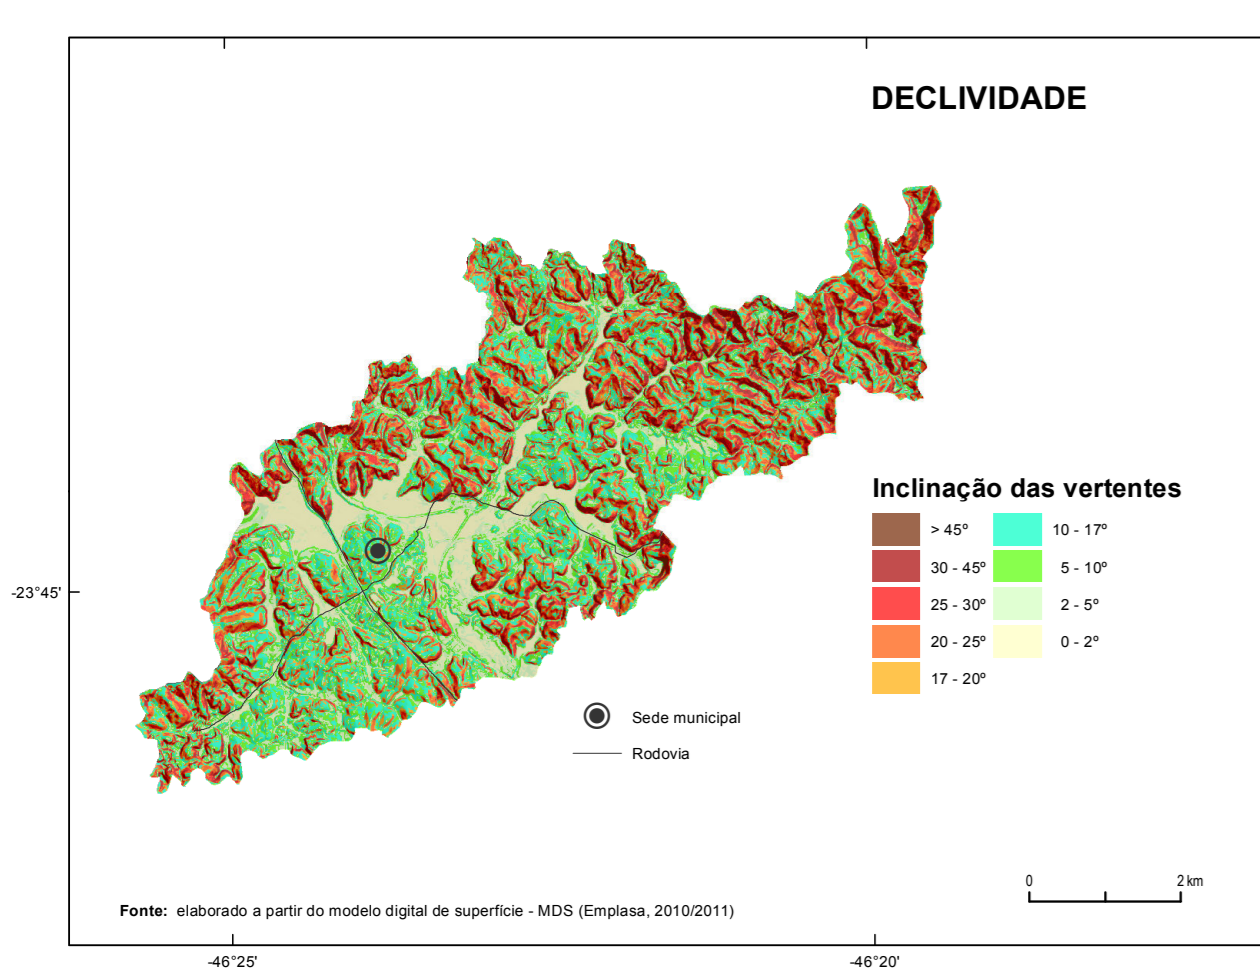 DECLIVIDADE
Inclinação das vertentes
> 45º
10 - 17º
30 - 45º
5 - 10º
25 - 30º
2 - 5º
20 - 25º
0 - 2º
17 - 20º
-23°45'
Sede municipal
Rodovia
0
2 km
Fonte: elaborado a partir do modelo digital de superfície - MDS (Emplasa, 2010/2011)
-46°25'
-46°20'